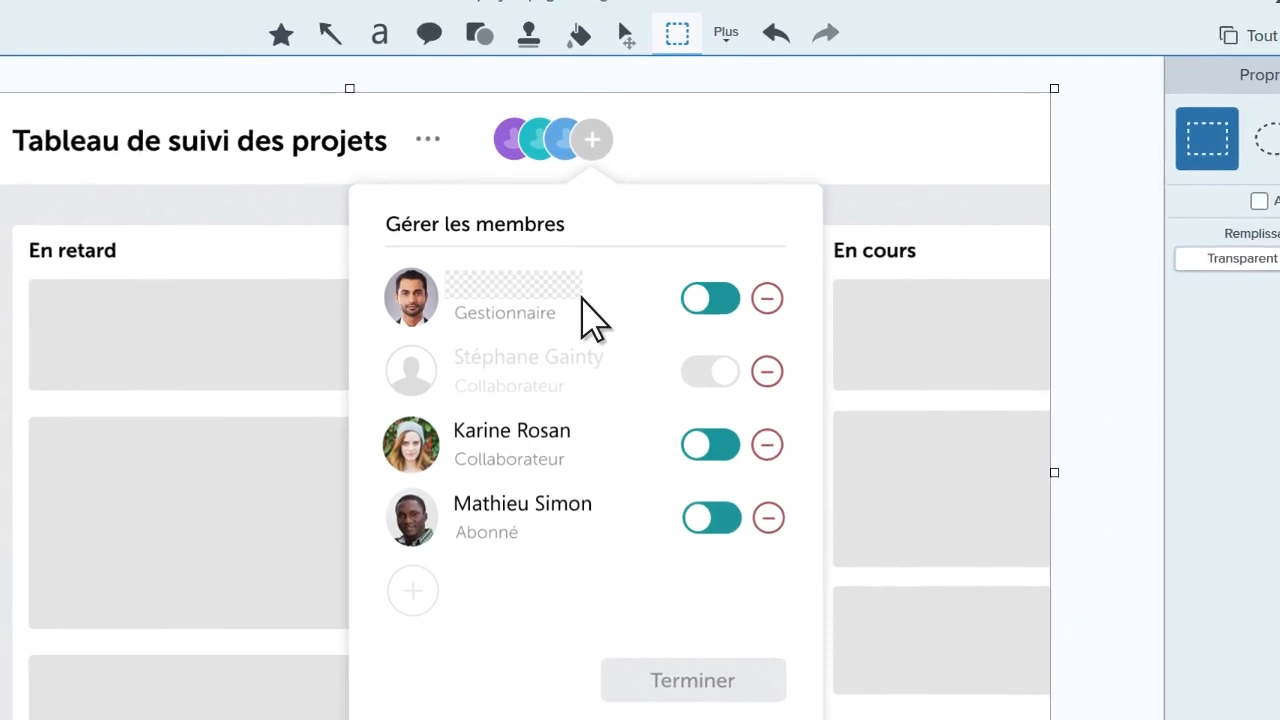 a
Plus
Tout
Propr
Tableau de suivi des projets
Gérer les membres
En retard
En cours
Remplissa
Transparent
Gestionnaire
Stéphane Gainty
Collaborateur
Karine Rosan
Collaborateur
Mathieu Simon
Abonné
Terminer